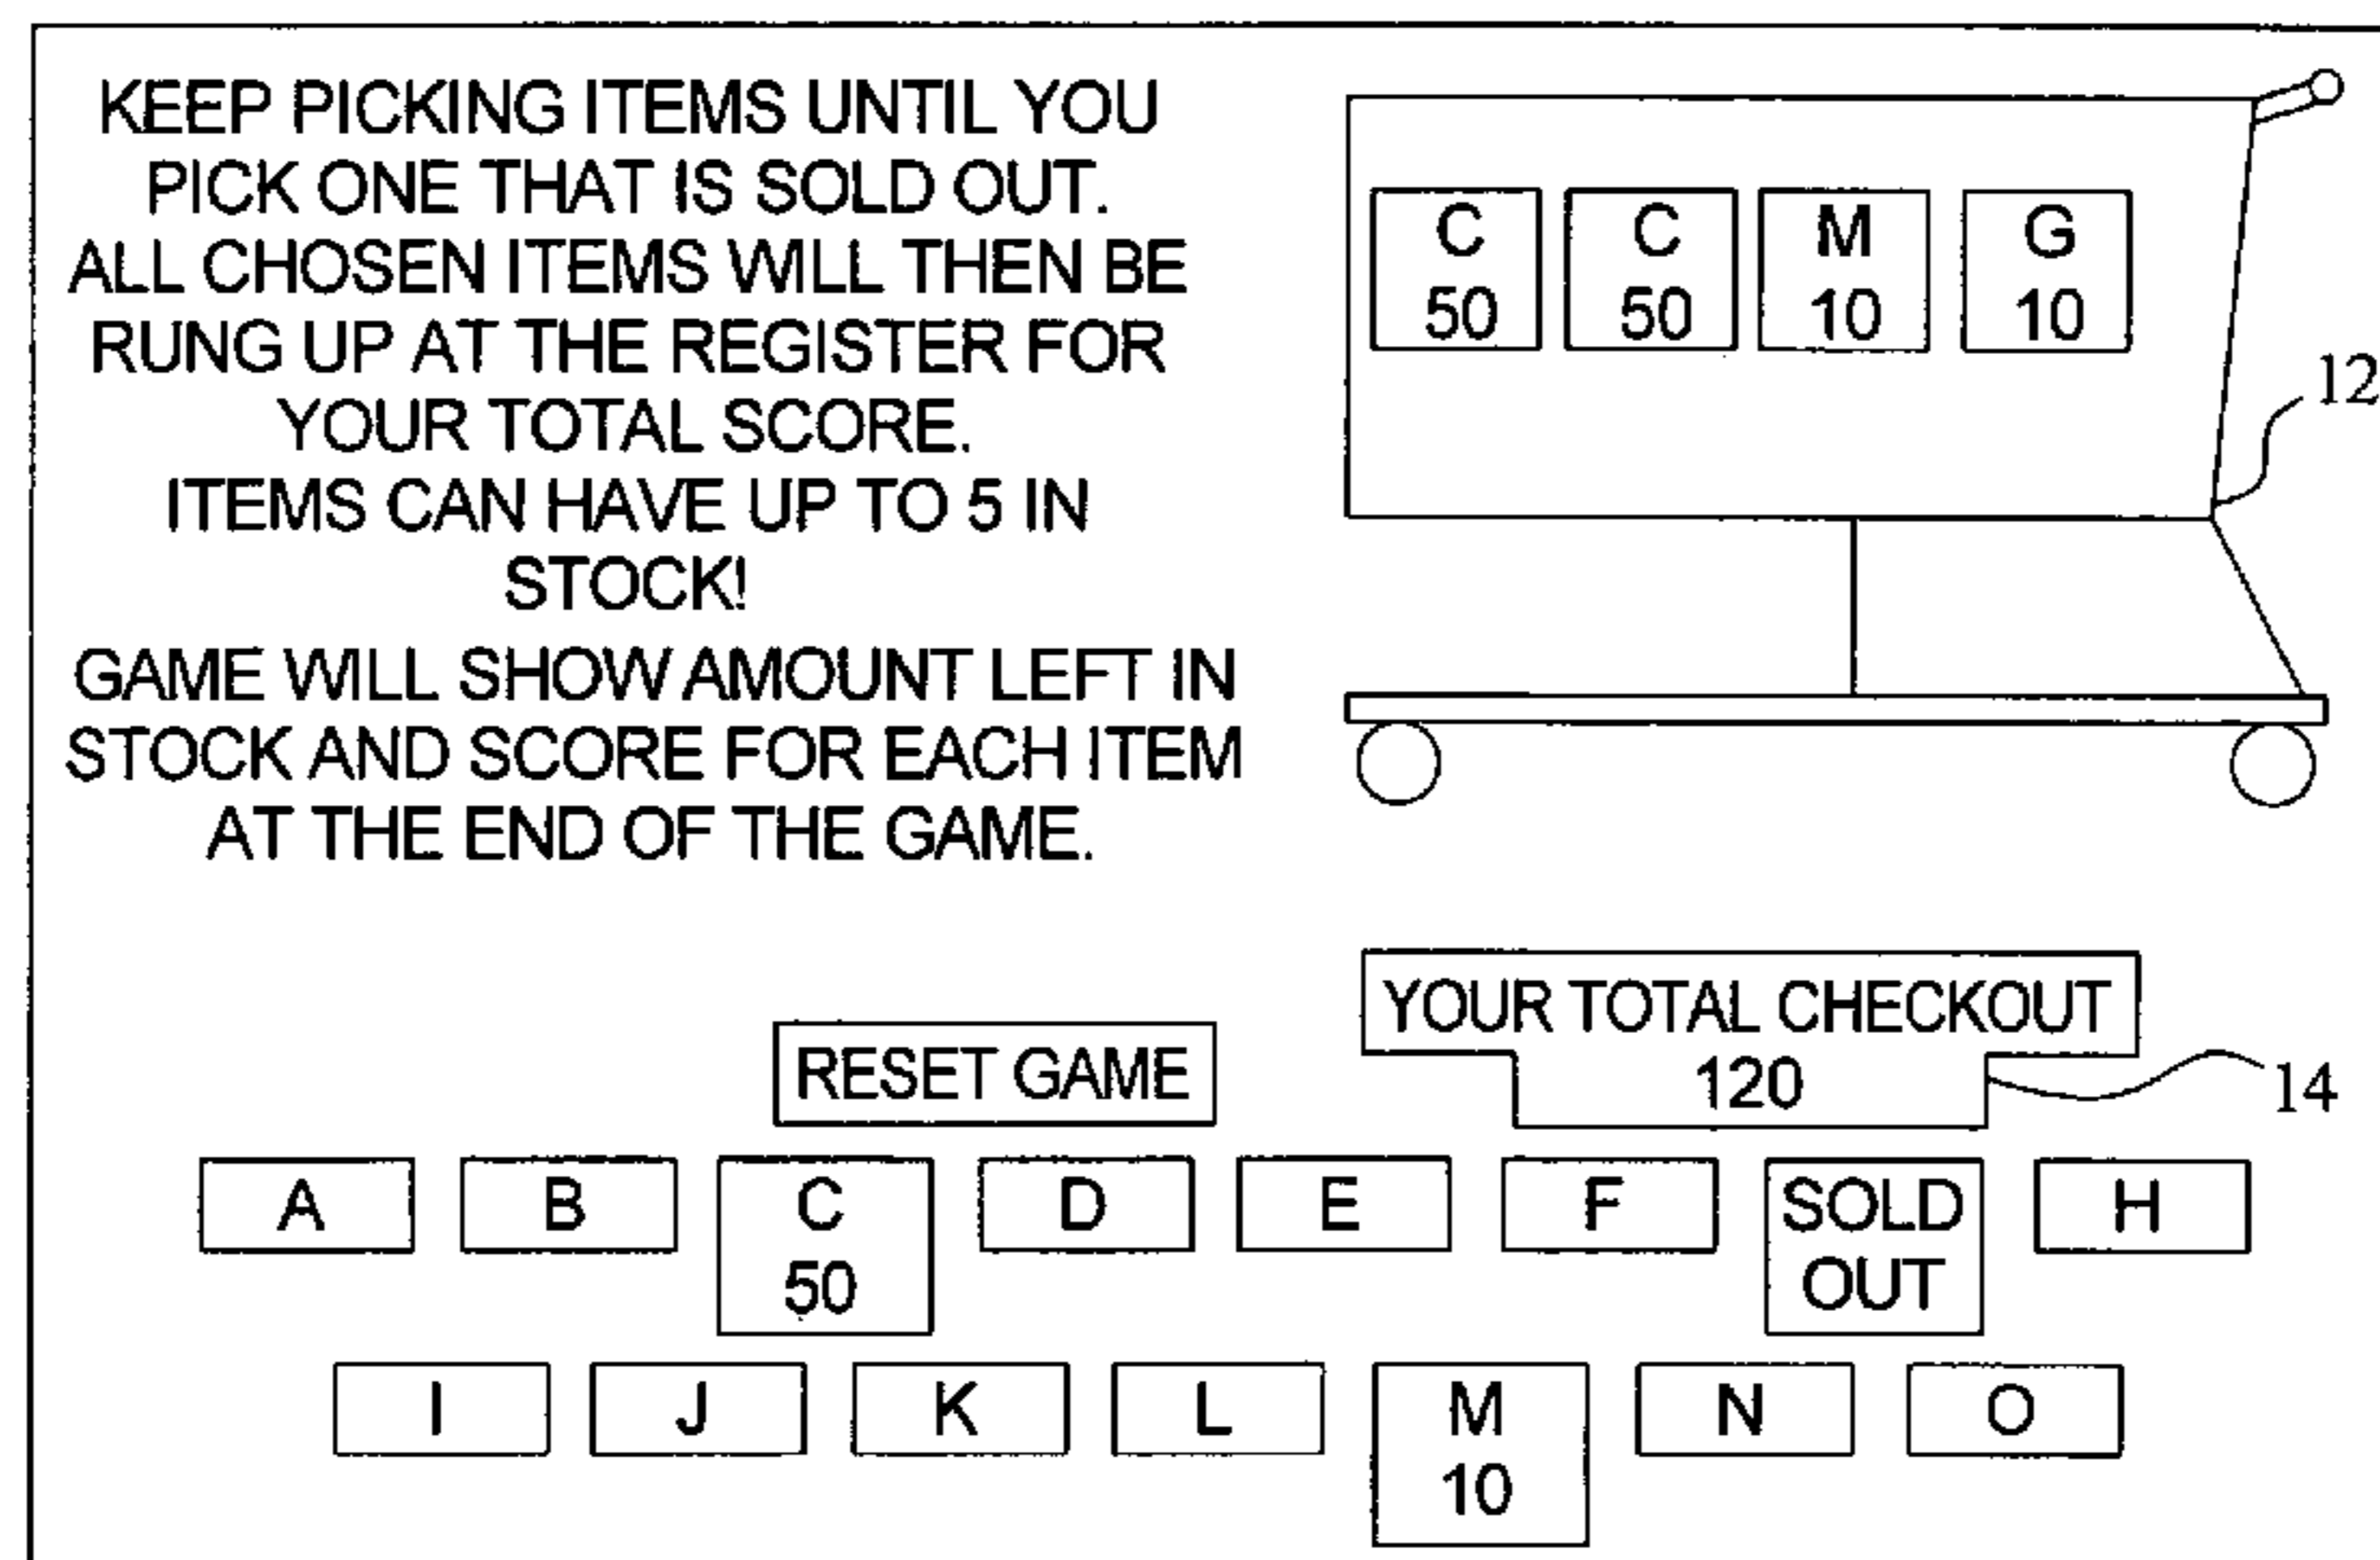 KEEP PICKING ITEMS UNTIL YOU
PICK ONE THAT IS SOLD OUT.
ALL CHOSEN ITEMS WILL THEN BE
RUNG UP AT THE REGISTER FOR
YOUR TOTAL SCORE.
ITEMS CAN HAVE UP TO 5 IN
STOCK!
GAME WILL SHOW AMOUNT LEFT IN
STOCK AND SCORE FOR EACH ITEM
AT THE END OF THE GAME.
C C M G
50 50 10 10
12
YOUR TOTAL CHECKOUT
120
14
RESET GAME
A B C D E F SOLD H
50 OUT
I J K L M N O
10